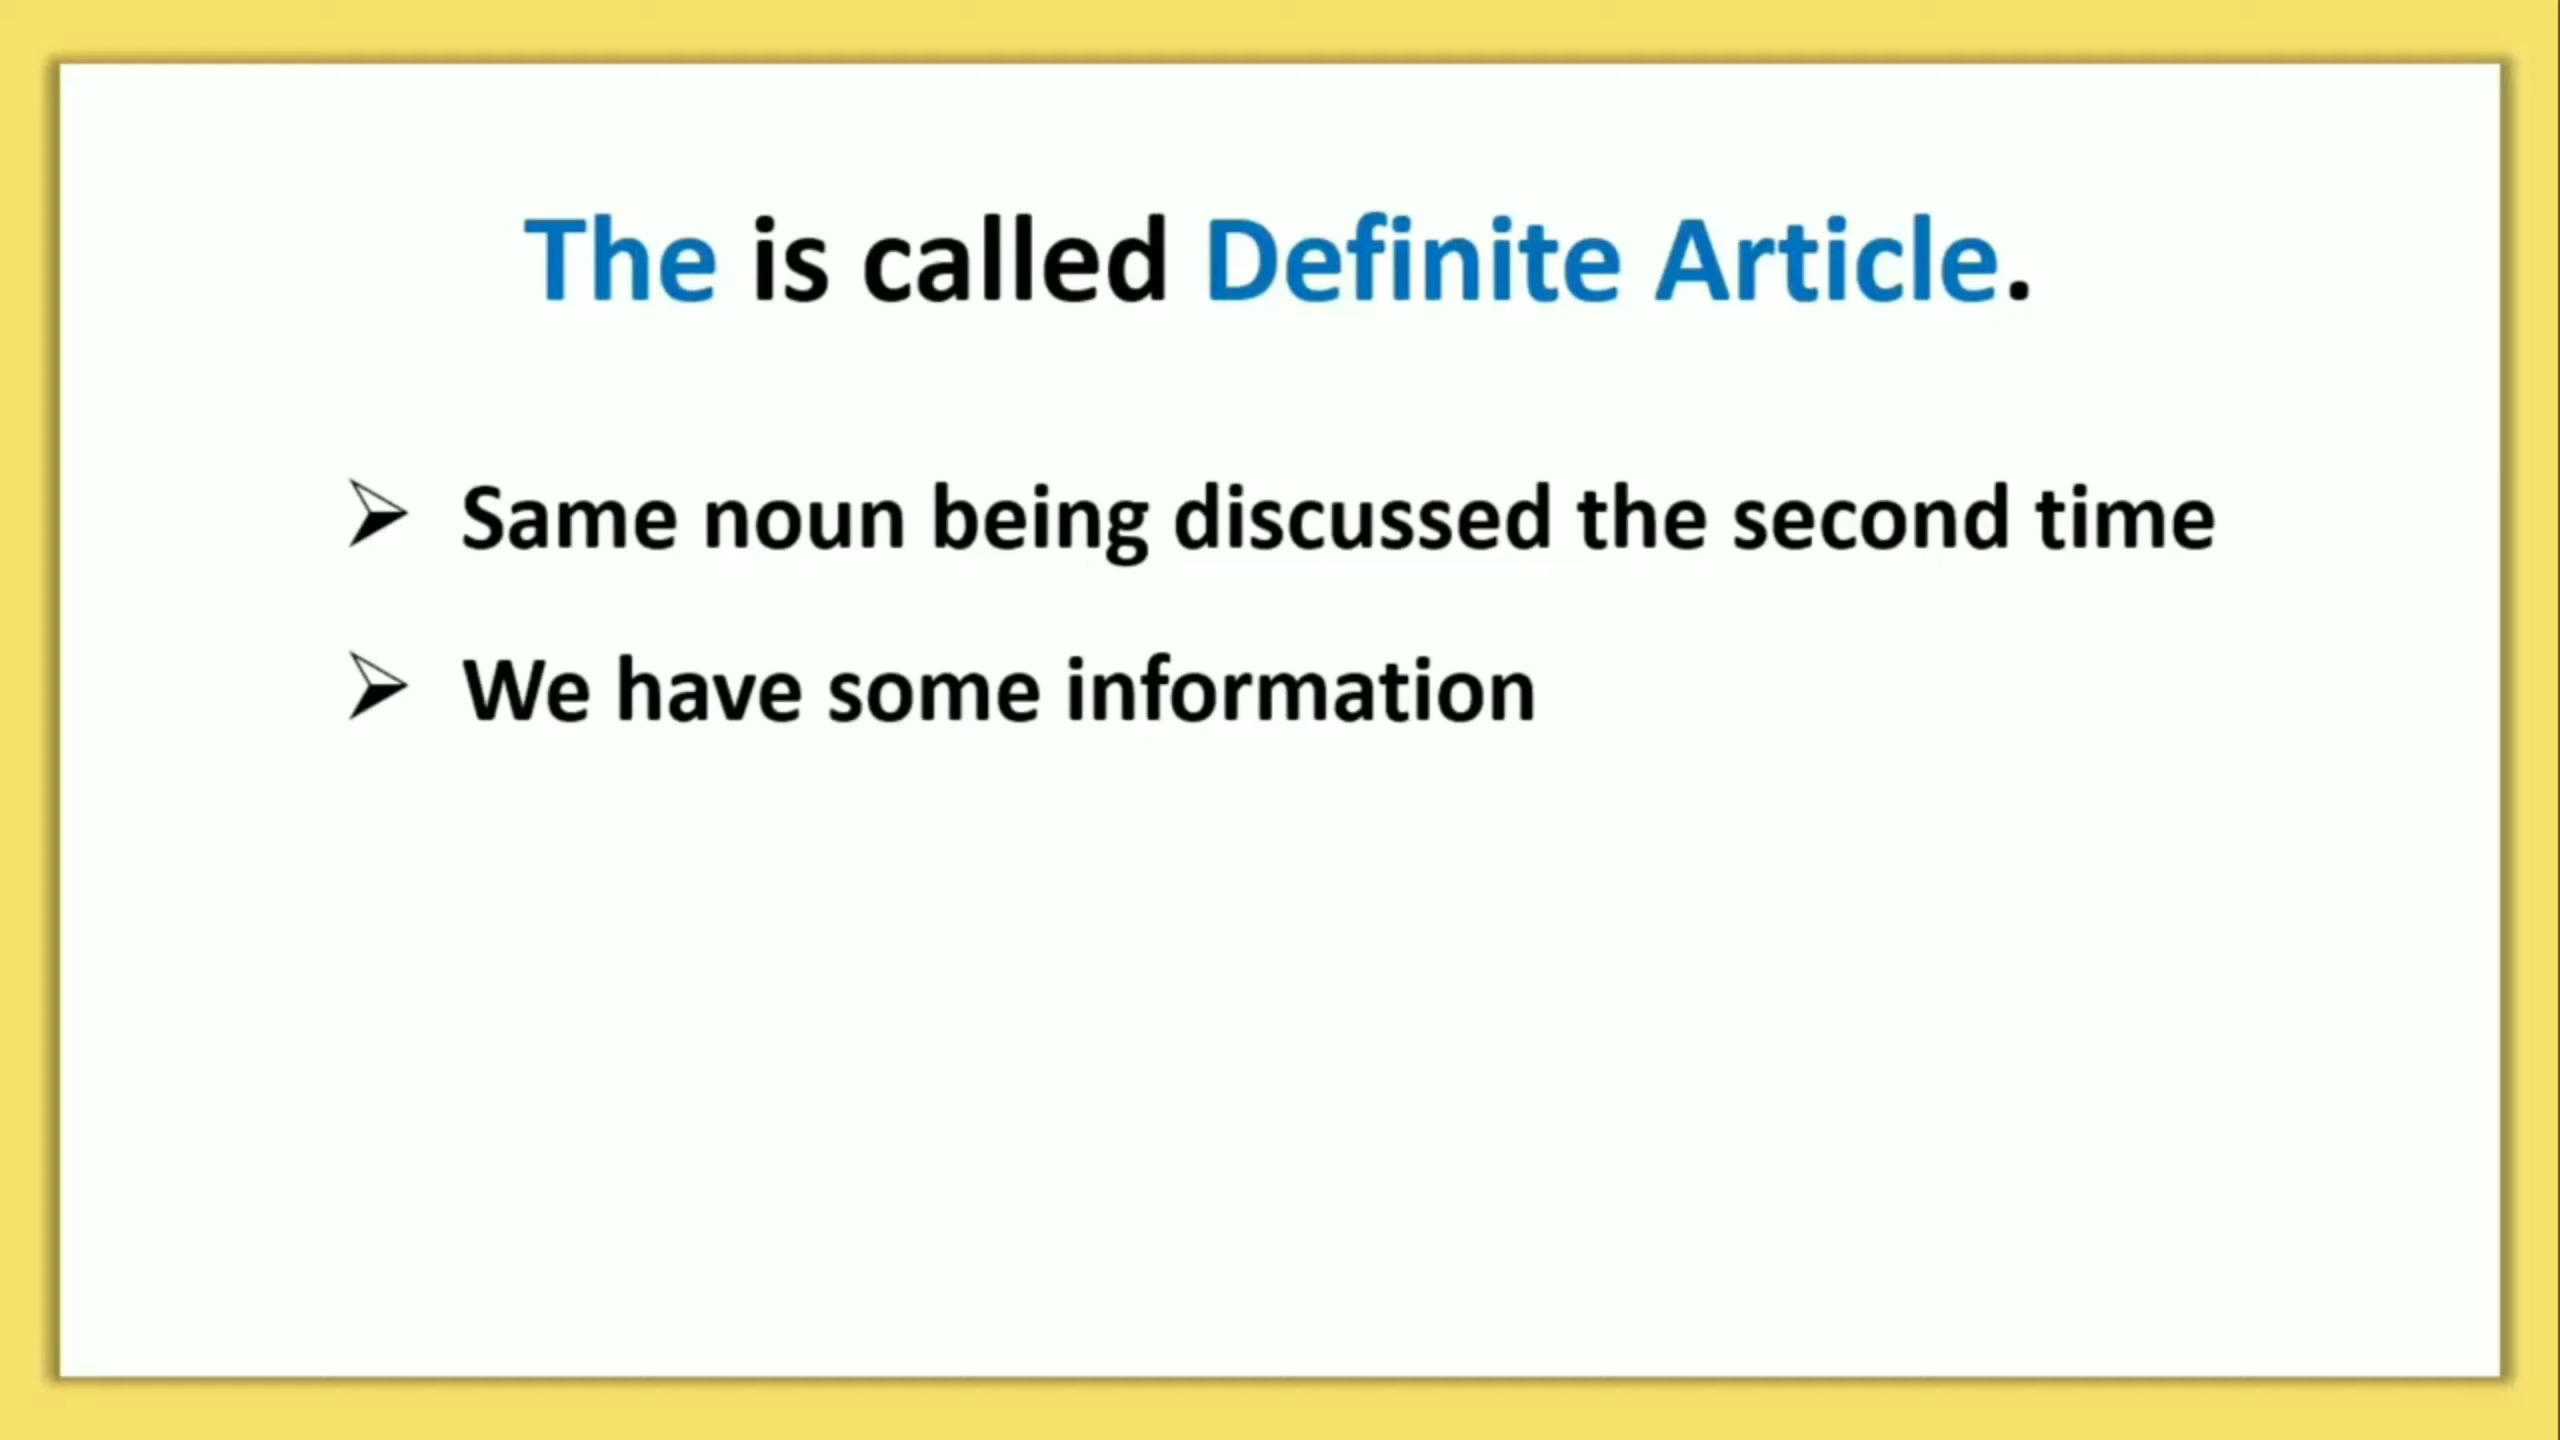 The is called Definite Article.
➢ Same noun being discussed the second time
➢ We have some information